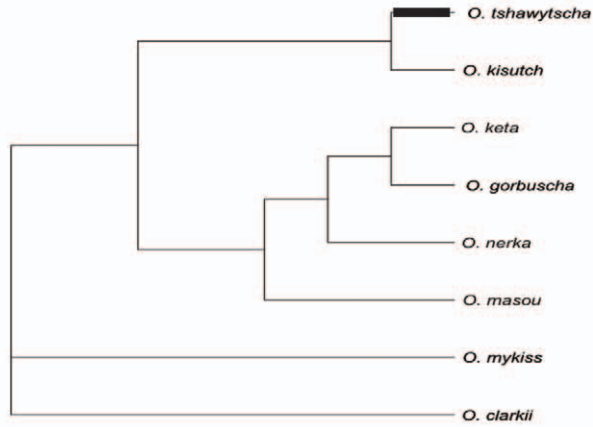 O. tshawytscha
O. kisutch
O. keta
O. gorbuscha
O. nerka
O. masou
O. mykiss
O. clarkii